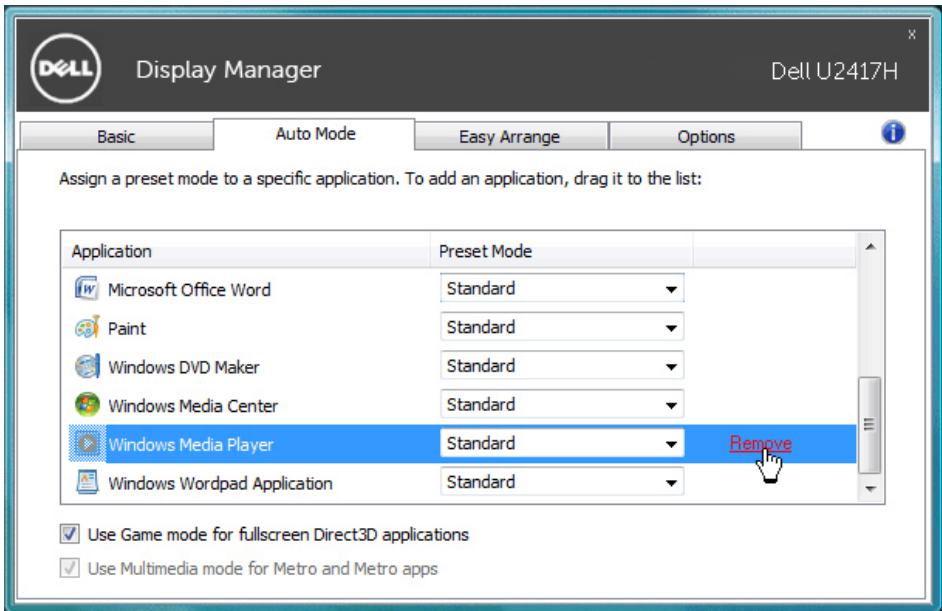 x
DELL Display Manager Dell U2417H
Basic Auto Mode Easy Arrange Options i
Assign a preset mode to a specific application. To add an application, drag it to the list:
Application Preset Mode
W Microsoft Office Word Standard
Paint Standard
Windows DVD Maker Standard
Windows Media Center Standard
Windows Media Player Standard Remove
Windows Wordpad Application Standard
Use Game mode for fullscreen Direct3D applications
Use Multimedia mode for Metro and Metro apps